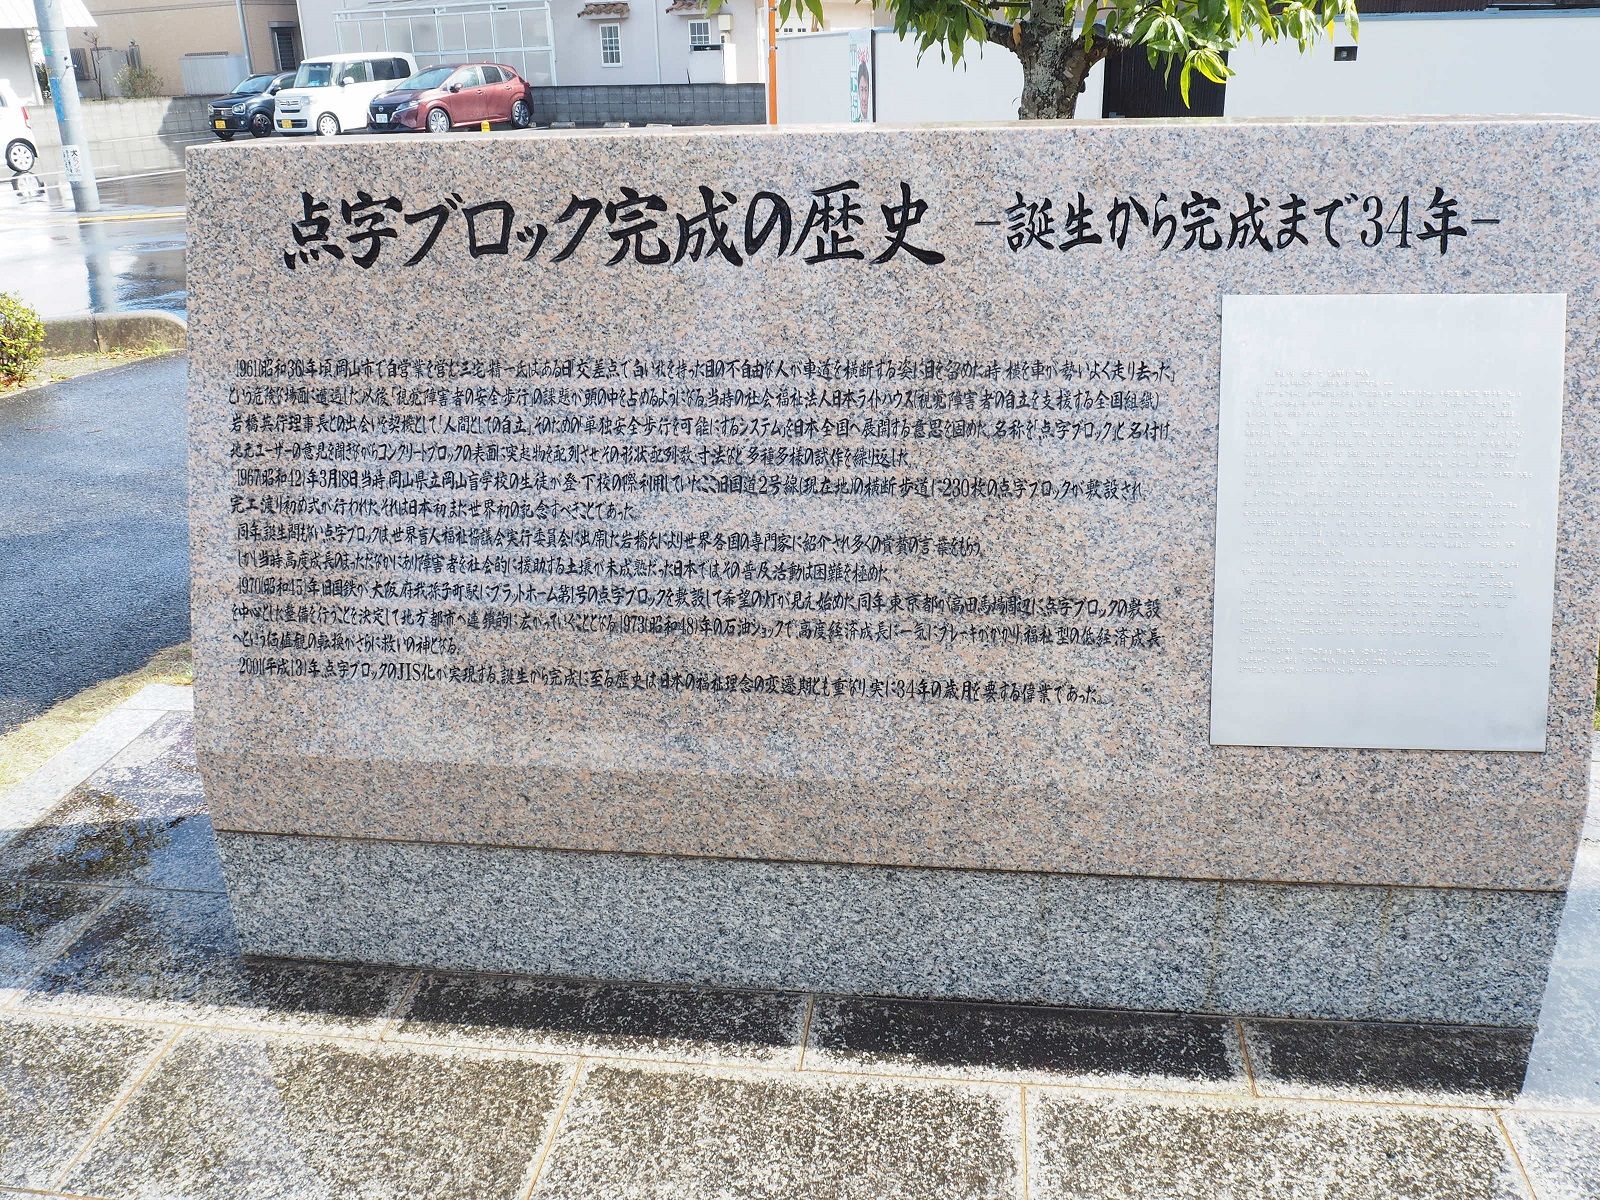 点字ブロック完成の歴史 －誕生から完成まで34年－
1961(昭和36)年頃、岡山市で自営業を営む三宅精一氏はある日「交差点で白い杖を持った目の不自由な人が車道を横断する姿に目を留めた時、横を車が勢いよく走り去った」
という危険な場面に遭遇した。以後、「視覚障害者の安全歩行」の課題が頭の中を占めるようになる。当時の社会福祉法人日本ライトハウス(視覚障害者の自立を支援する全国組織)
岩橋英行理事長との出会いを契機として「人間としての自立」、そのための「単独安全歩行を可能にするシステム」を日本全国へ展開する意思を固めた。名称を「点字ブロック」と名付け、
地元ユーザーの意見を聞きながらコンクリートブロックの表面に突起物を配列させその形状、配列、数、寸法など多種多様の試作を繰り返した。
1967(昭和42)年3月18日、当時、岡山県立岡山盲学校の生徒が登下校の際利用していたここ旧国道2号線(現在地)の横断歩道に230枚の点字ブロックが敷設され、
完工、渡り初め式が行われた。それは日本初また世界初の記念すべきことであった。
同年、誕生間もない点字ブロックは、世界盲人福祉協議会実行委員会に出席した岩橋氏により世界各国の専門家に紹介され多くの賞賛の言葉をもらう。
しかし当時高度成長のまっただなかにあり障害者を社会的に援助する土壌が未成熟だった日本ではその普及活動は困難を極めた。
1970(昭和45)年旧国鉄が大阪府我孫子町駅にプラットホーム第1号の点字ブロックを敷設して希望の灯が見え始めた。同年東京都が高田馬場周辺に点字ブロックの敷設
を中心とした整備を行うことを決定して地方都市へ連鎖的に広がっていくこととなる。1973(昭和48)年の石油ショックで、高度経済成長に一気にブレーキがかかり、福祉型の低経済成長
へという価値観の転換がさらに救いの神となる。
2001(平成13)年、点字ブロックのJIS化が実現する。誕生から完成に至る歴史は日本の福祉理念の変遷期とも重なり実に34年の歳月を要する偉業であった。